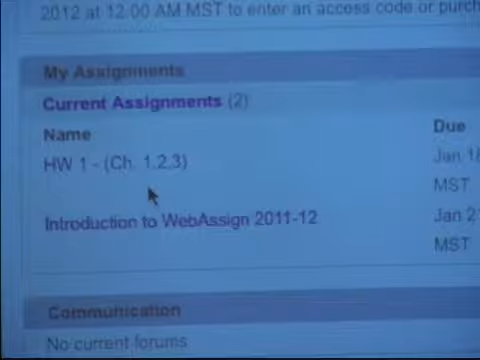 2012 at 12:00 AM MST to enter an access code or purch
My Assignments
Current Assignments (2)
Name
Due
HW 1 - (Ch. 1,2,3)
Jan 18
MST
Introduction to WebAssign 2011-12
Jan 2
MST
Communication
No current forums